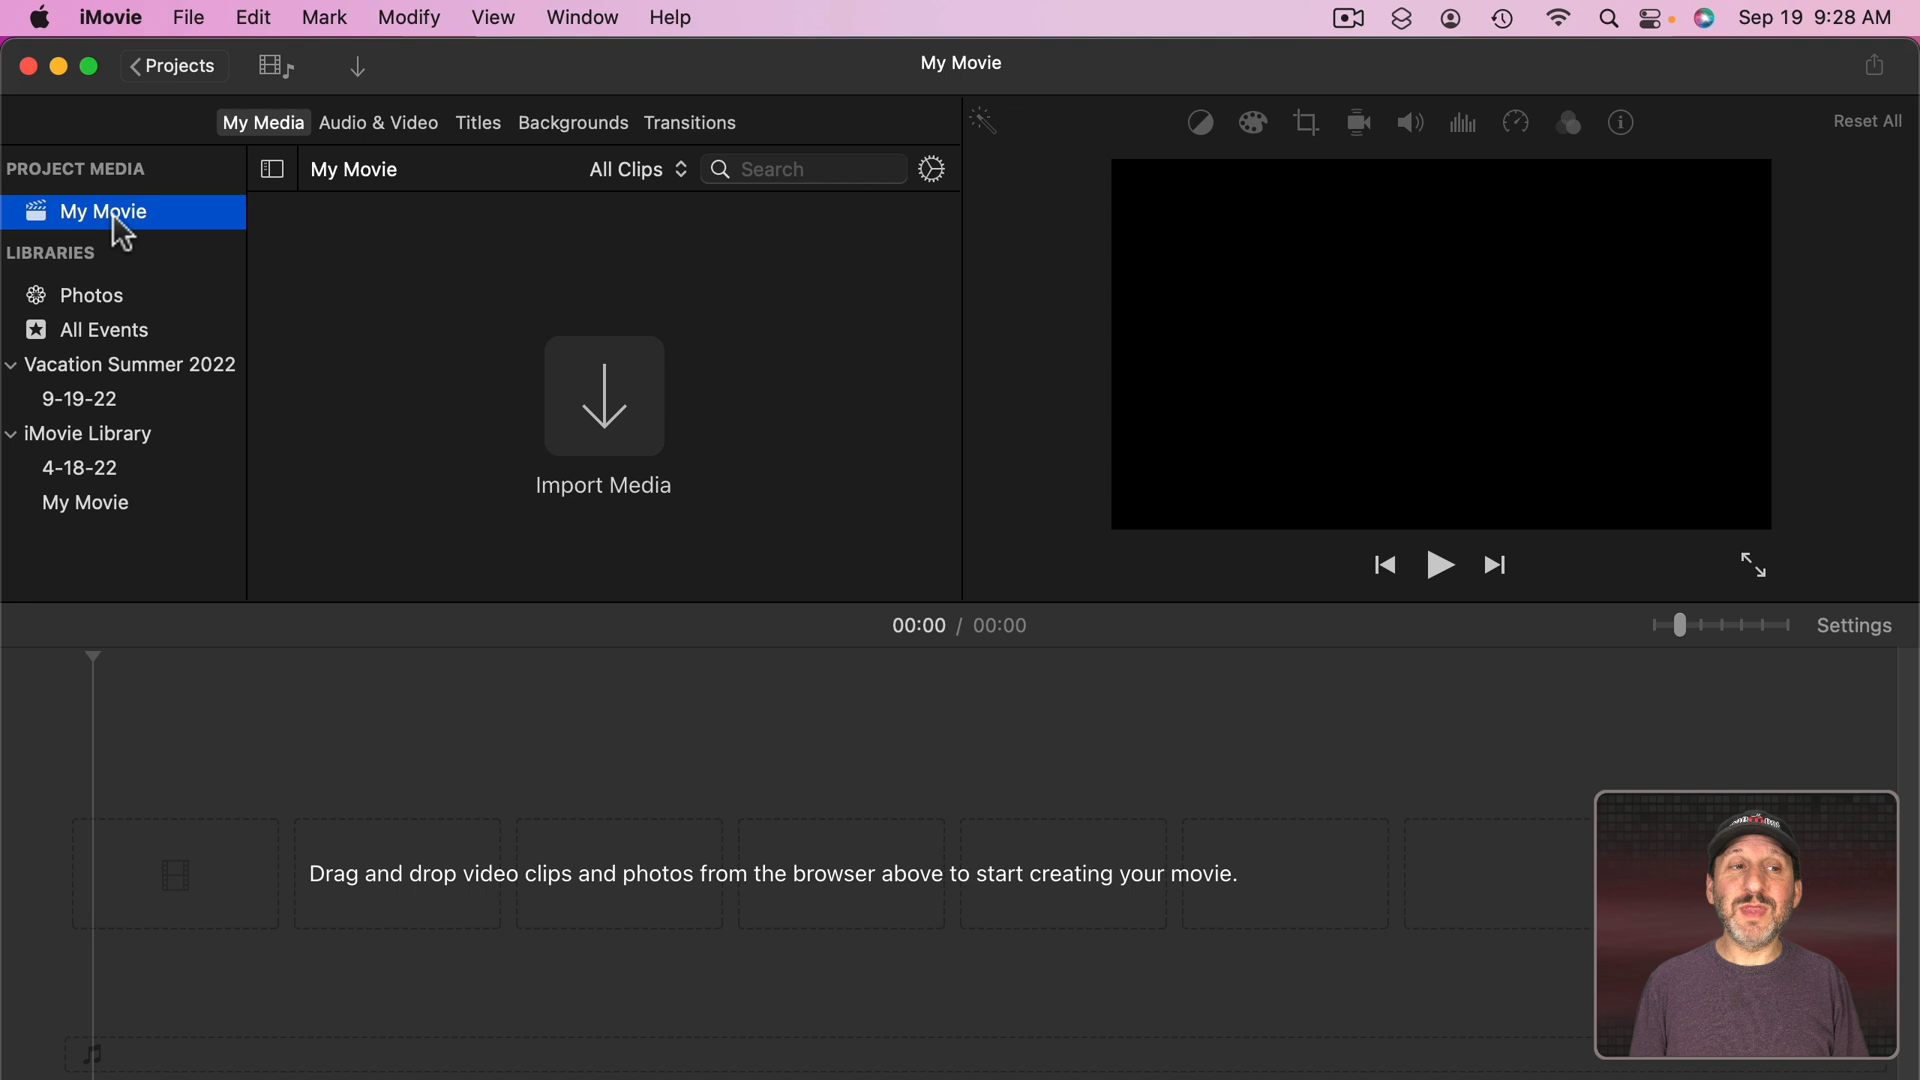 iMovie File Edit Mark Modify View Window Help Sep 19 9:28 AM
Projects My Movie
My Media Audio & Video Titles Backgrounds Transitions Reset All
PROJECT MEDIA My Movie All Clips Search
My Movie
LIBRARIES
Photos
All Events
Vacation Summer 2022
9-19-22
iMovie Library
4-18-22
My Movie
Import Media
00:00 / 00:00 Settings
Drag and drop video clips and photos from the browser above to start creating your movie.